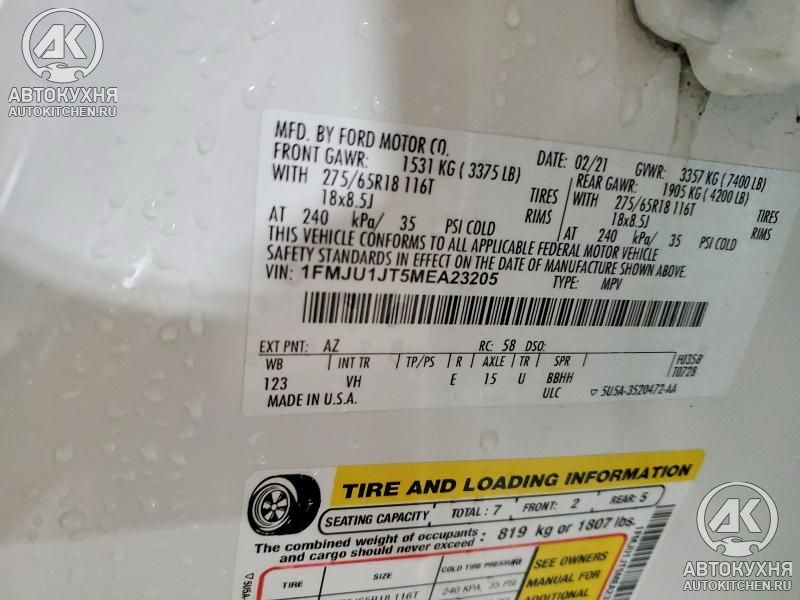 AK
АВТОКУХНЯ
AUTOKITCHEN.RU
MFD. BY FORD MOTOR CO.
DATE: 02/21 GVWR: 3357 KG (7400 LB)
FRONT GAWR: 1531 KG (3375 LB)
REAR GAWR: 1905 KG (4200 LB)
WITH 275/65R18 116T TIRES
WITH 275/65R18 116T TIRES
18x8.5J RIMS
18x8.5J RIMS
AT 240 kPa/ 35 PSI COLD
AT 240 kPa/ 35 PSI COLD
THIS VEHICLE CONFORMS TO ALL APPLICABLE FEDERAL MOTOR VEHICLE
SAFETY STANDARDS IN EFFECT ON THE DATE OF MANUFACTURE SHOWN ABOVE.
VIN: 1FMJU1JT5MEA23205 TYPE: MPV
EXT PNT: AZ RC: 58 DSO:
WB INT TR TP/PS R AXLE TR SPR F0358
123 VH E 15 U BBHH T0728
MADE IN U.S.A. ULC ▽ 5U5A-3520472-AA
TIRE AND LOADING INFORMATION
SEATING CAPACITY TOTAL: 7 FRONT: 2 REAR: 5
The combined weight of occupants
and cargo should never exceed : 819 kg or 1807 lbs.
TIRE SIZE COLD TIRE PRESSURE
SEE OWNERS
MANUAL FOR
ADDITIONAL
/65R18 116T 240 KPA, 35 PSI
▽ 5U5A
AK
АВТОКУХНЯ
AUTOKITCHEN.RU